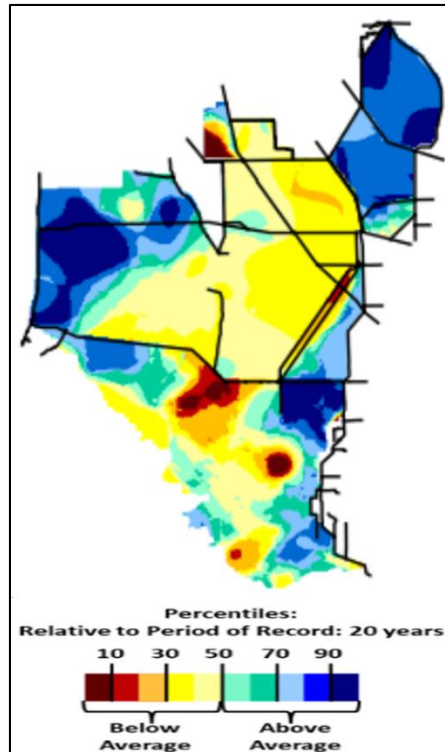 Percentiles:
Relative to Period of Record: 20 years
10 30 50 70 90
Below Above
Average Average